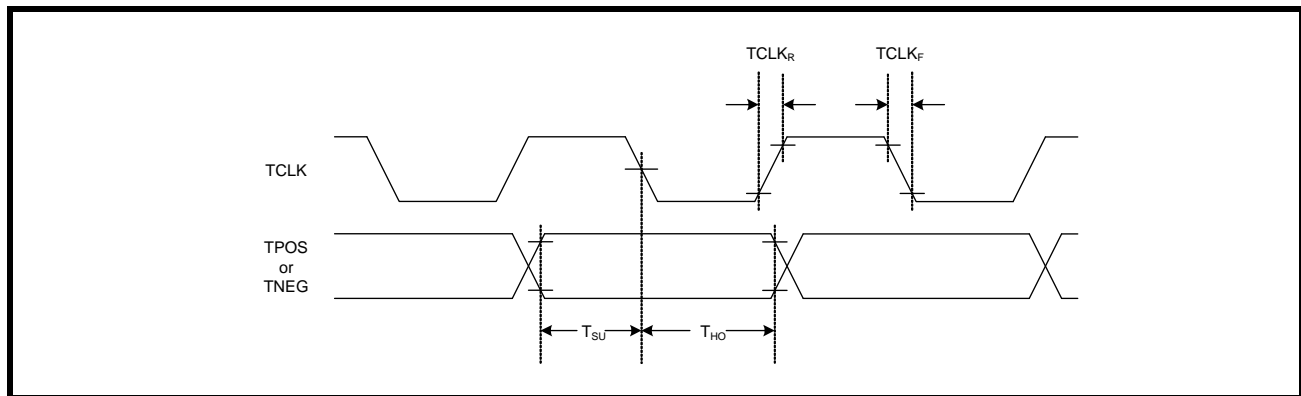 TCLKR
TCLKF
TCLK
TPOS
or
TNEG
TSU
THO